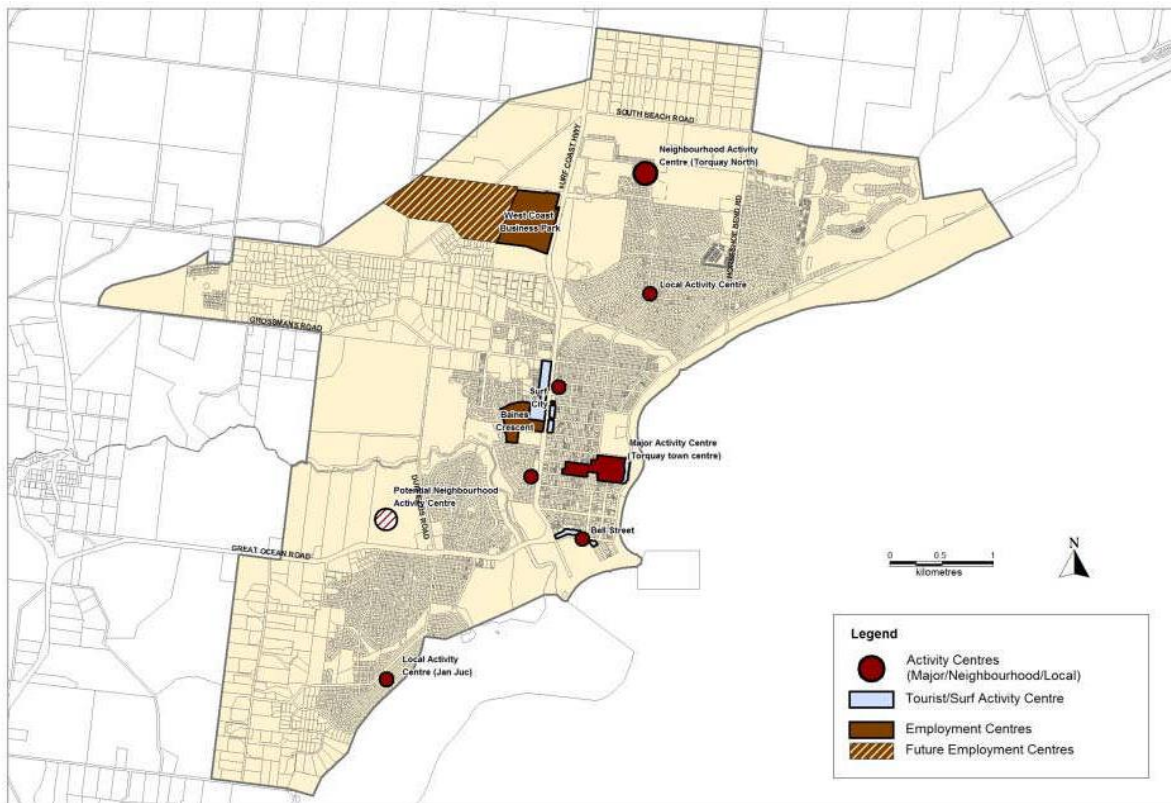 SOUTH BEACH ROAD
SURF COAST HWY
Neighbourhood Activity
Centre (Torquay North)
West Coast
Business Park
HORSESHOE BEND RD
Local Activity Centre
GROSSMANS ROAD
Surf
City
Baines
Crescent
Major Activity Centre
(Torquay town centre)
DUFFIELDS ROAD
Potential Neighbourhood
Activity Centre
Bell Street
GREAT OCEAN ROAD
0 0.5 1
kilometres
N
Local Activity
Centre (Jan Juc)
Legend
Activity Centres
(Major/Neighbourhood/Local)
Tourist/Surf Activity Centre
Employment Centres
Future Employment Centres